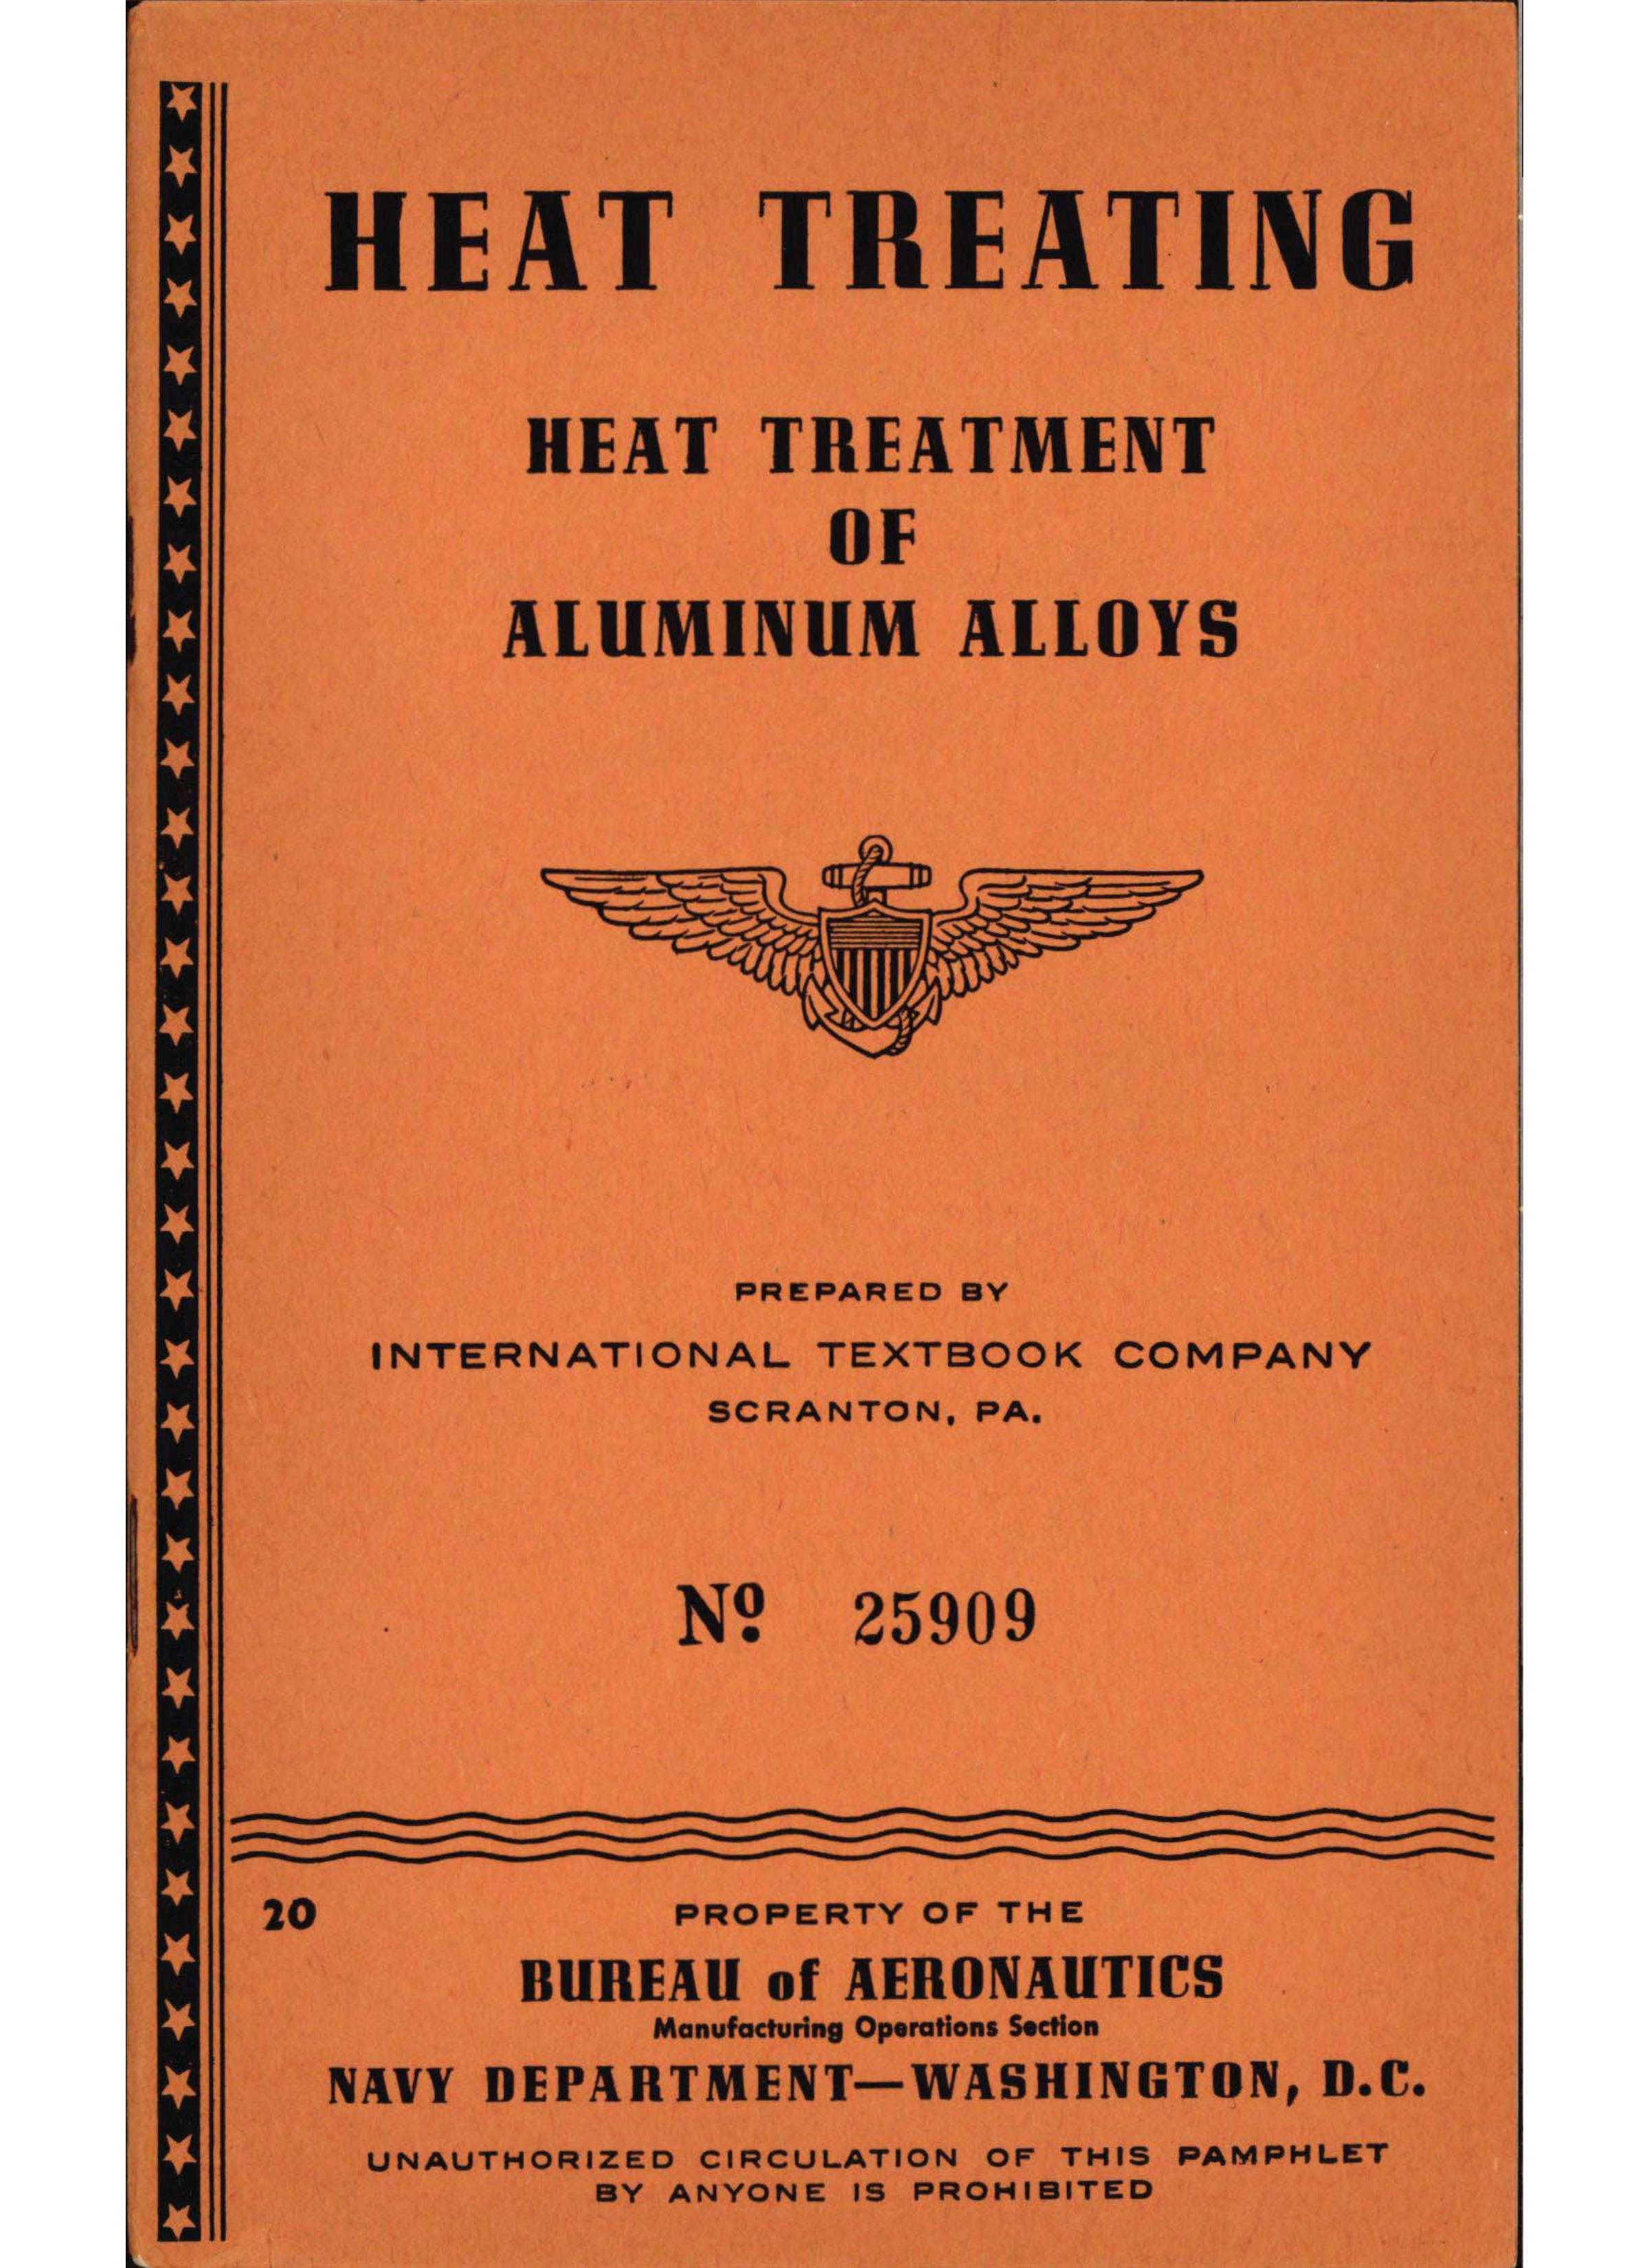 HEAT TREATING
HEAT TREATMENT
OF
ALUMINUM ALLOYS
PREPARED BY
INTERNATIONAL TEXTBOOK COMPANY
SCRANTON, PA.
Nº 25909
20
PROPERTY OF THE
BUREAU of AERONAUTICS
Manufacturing Operations Section
NAVY DEPARTMENT—WASHINGTON, D.C.
UNAUTHORIZED CIRCULATION OF THIS PAMPHLET
BY ANYONE IS PROHIBITED